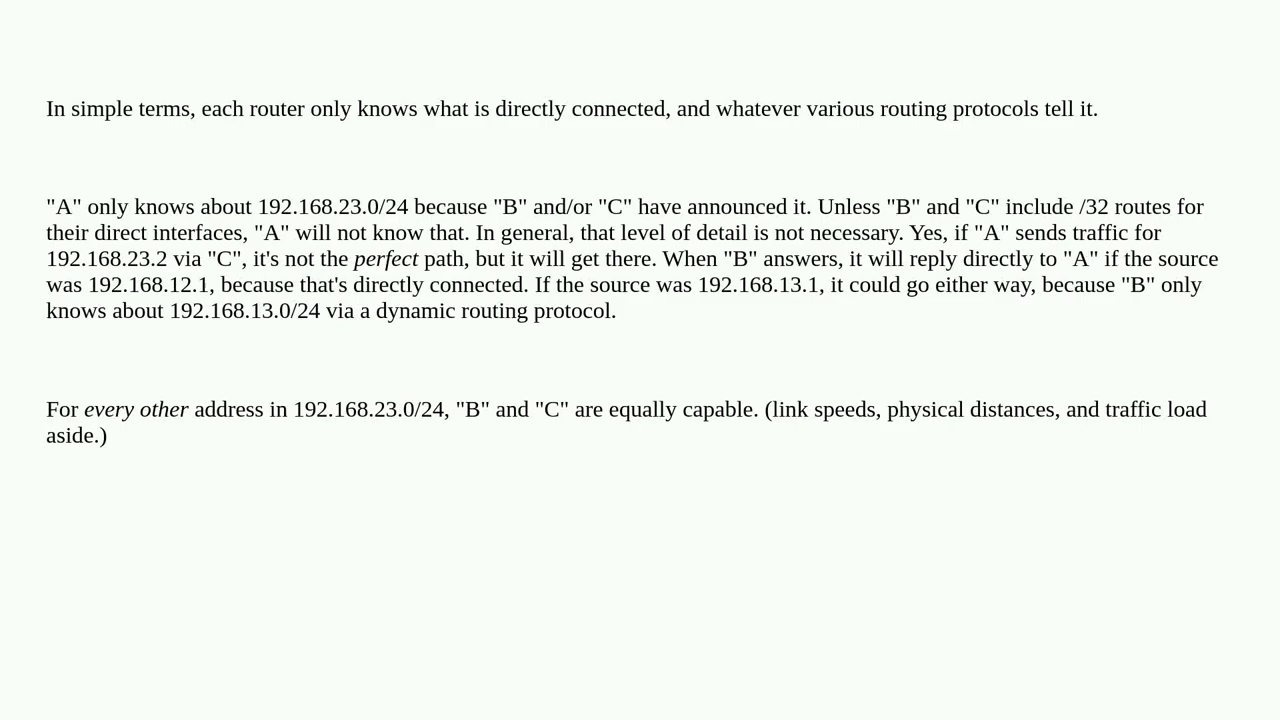 In simple terms, each router only knows what is directly connected, and whatever various routing protocols tell it.
"A" only knows about 192.168.23.0/24 because "B" and/or "C" have announced it. Unless "B" and "C" include /32 routes for
their direct interfaces, "A" will not know that. In general, that level of detail is not necessary. Yes, if "A" sends traffic for
192.168.23.2 via "C", it's not the perfect path, but it will get there. When "B" answers, it will reply directly to "A" if the source
was 192.168.12.1, because that's directly connected. If the source was 192.168.13.1, it could go either way, because "B" only
knows about 192.168.13.0/24 via a dynamic routing protocol.
For every other address in 192.168.23.0/24, "B" and "C" are equally capable. (link speeds, physical distances, and traffic load
aside.)